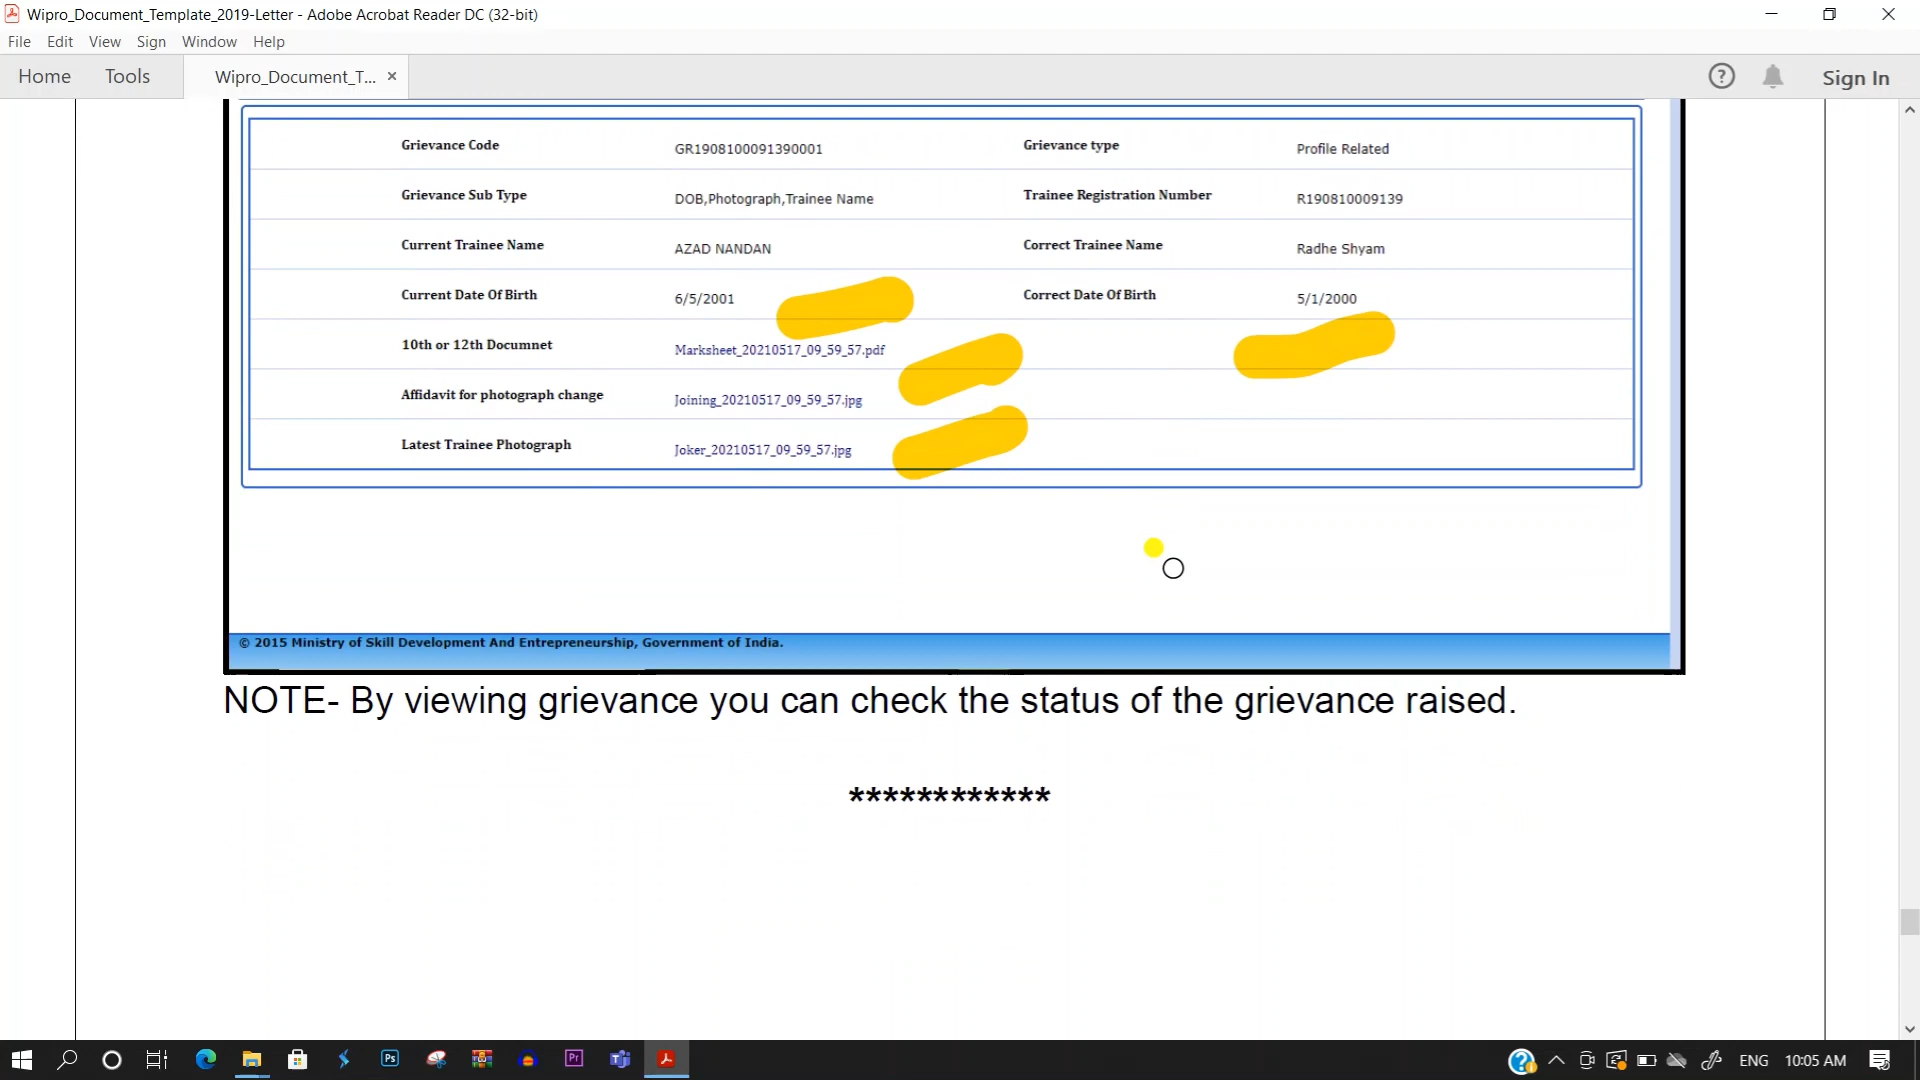 Wipro_Document_Template_2019-Letter - Adobe Acrobat Reader DC (32-bit)
File Edit View Sign Window Help
Home Tools Wipro_Document_T... × ? Sign In
Grievance Code GR1908100091390001 Grievance type Profile Related
Grievance Sub Type DOB,Photograph,Trainee Name Trainee Registration Number R190810009139
Current Trainee Name AZAD NANDAN Correct Trainee Name Radhe Shyam
Current Date Of Birth 6/5/2001 Correct Date Of Birth 5/1/2000
10th or 12th Documnet Marksheet_20210517_09_59_57.pdf
Affidavit for photograph change Joining_20210517_09_59_57.jpg
Latest Trainee Photograph Joker_20210517_09_59_57.jpg
© 2015 Ministry of Skill Development And Entrepreneurship, Government of India.
NOTE- By viewing grievance you can check the status of the grievance raised.
************
Ps Pr ENG 10:05 AM